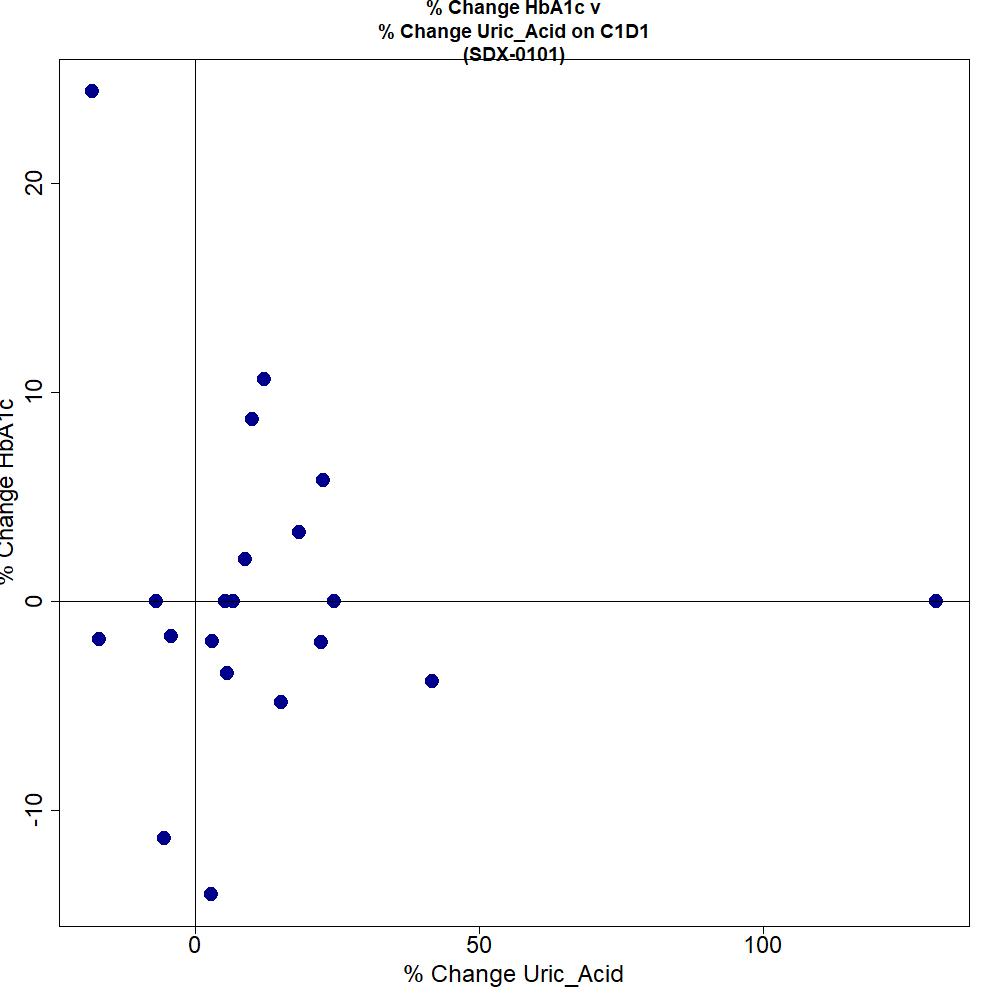 % Change HbA1c v
% Change Uric_Acid on C1D1
(SDX-0101)
20
10
0
-10
% Change HbA1c
0
50
100
% Change Uric_Acid